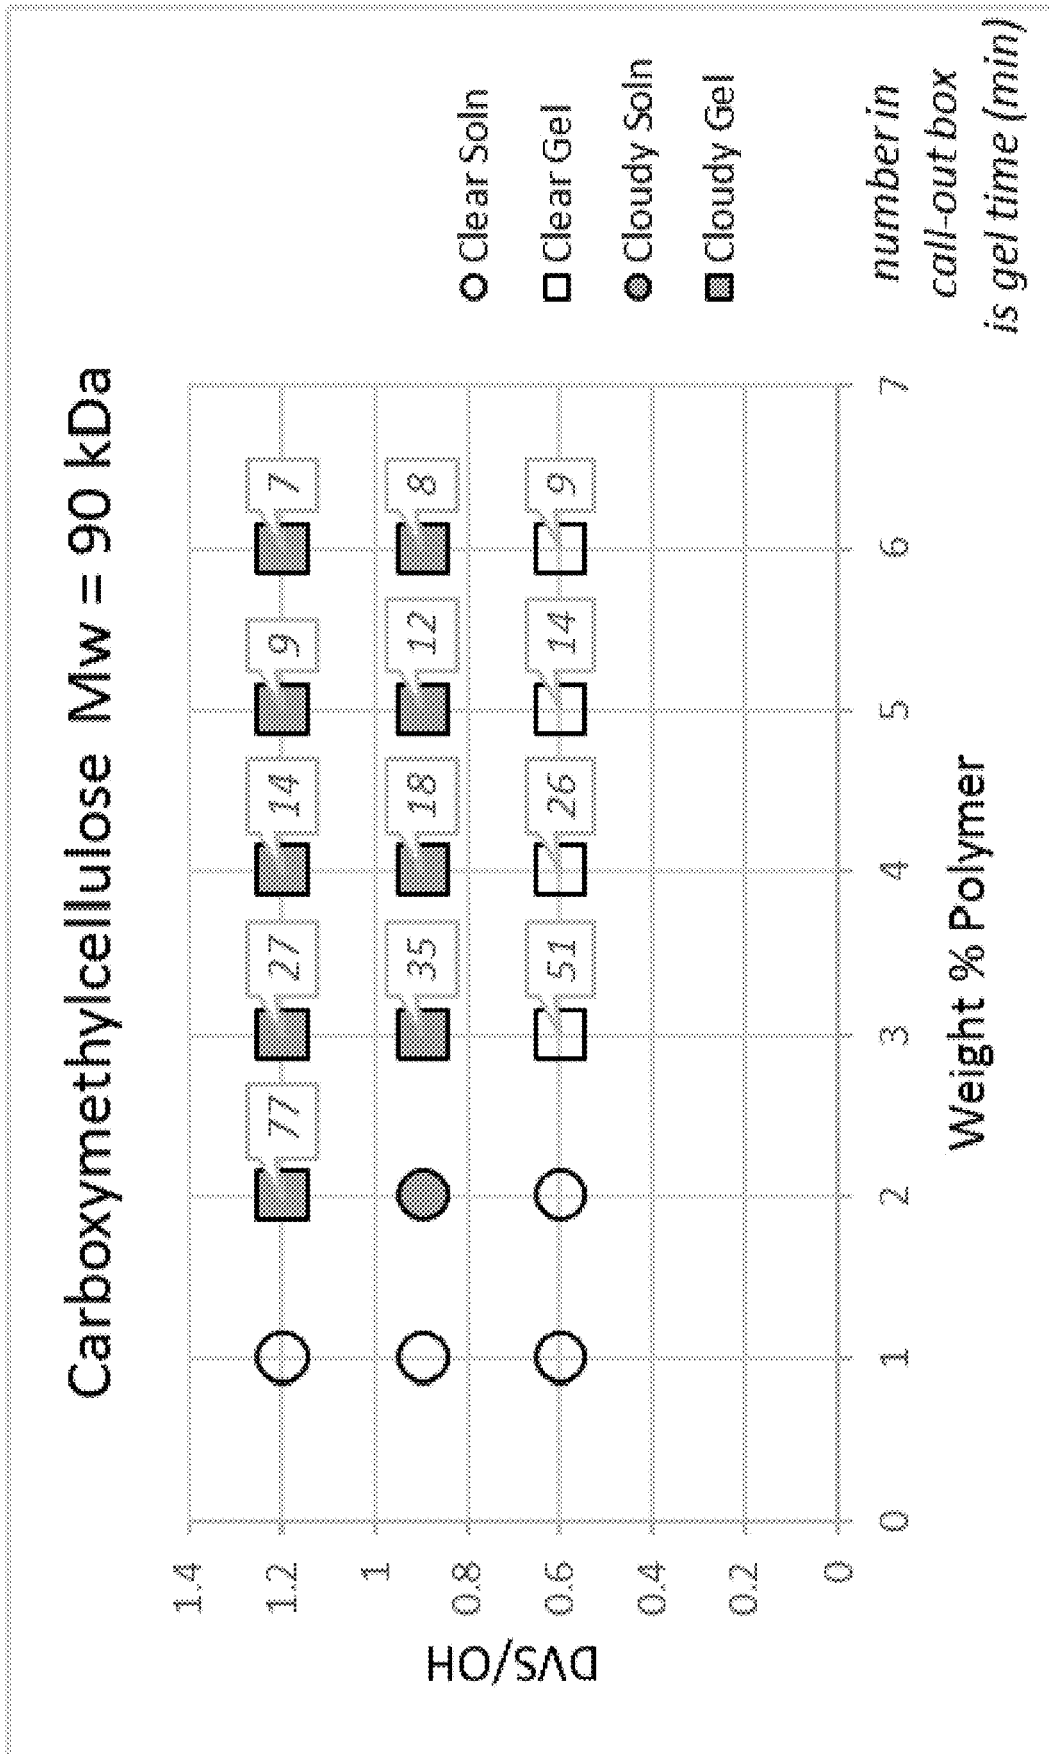 Carboxymethylcellulose Mw = 90 kDa
DVS/OH
1.4
1.2
1
0.8
0.6
0.4
0.2
0
77
27
14
9
7
35
18
12
8
51
26
14
9
0 1 2 3 4 5 6 7
Weight % Polymer
Clear Soln
Clear Gel
Cloudy Soln
Cloudy Gel
number in
call-out box
is gel time (min)